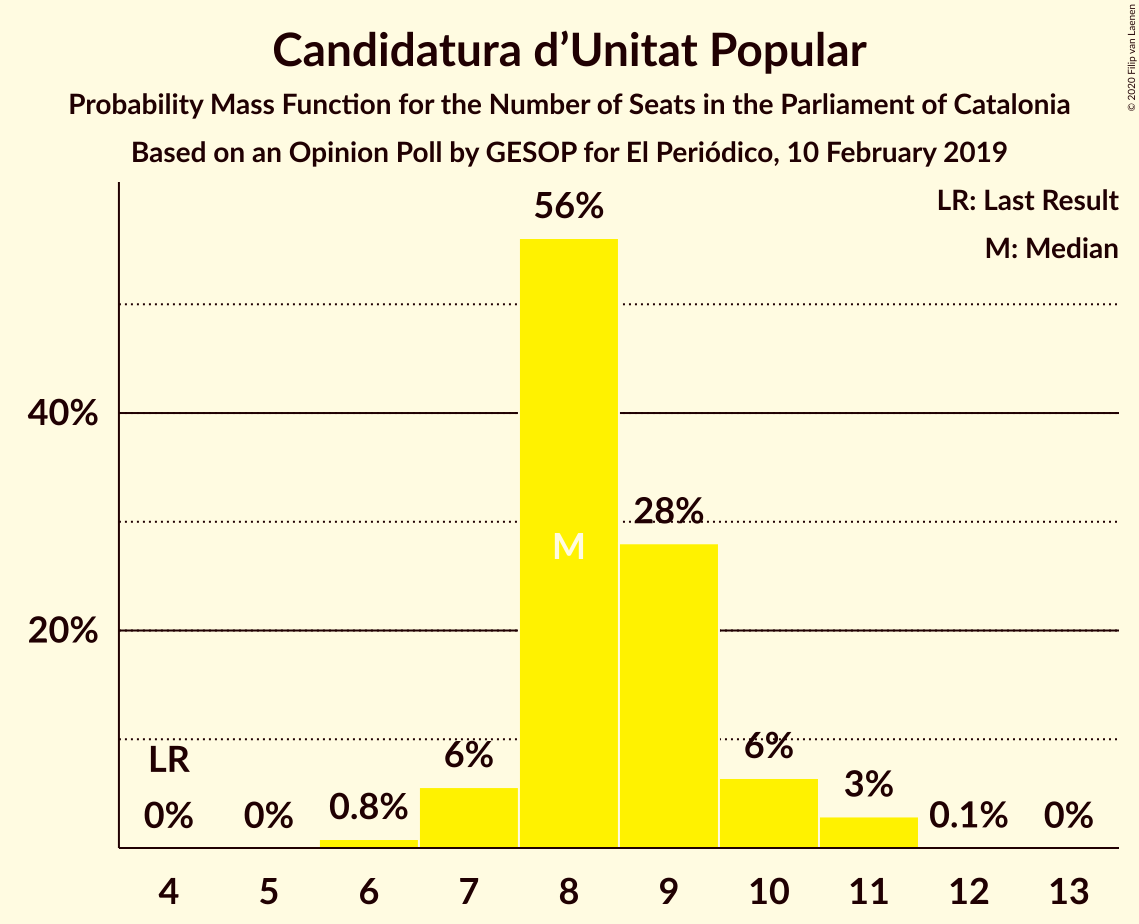 Candidatura d’Unitat Popular
Probability Mass Function for the Number of Seats in the Parliament of Catalonia
Based on an Opinion Poll by GESOP for El Periódico, 10 February 2019
© 2020 Filip van Laenen
LR: Last Result
M: Median
56%
40%
28%
M
20%
LR
6%
6%
3%
0%
0%
0.8%
0.1%
0%
4 5 6 7 8 9 10 11 12 13